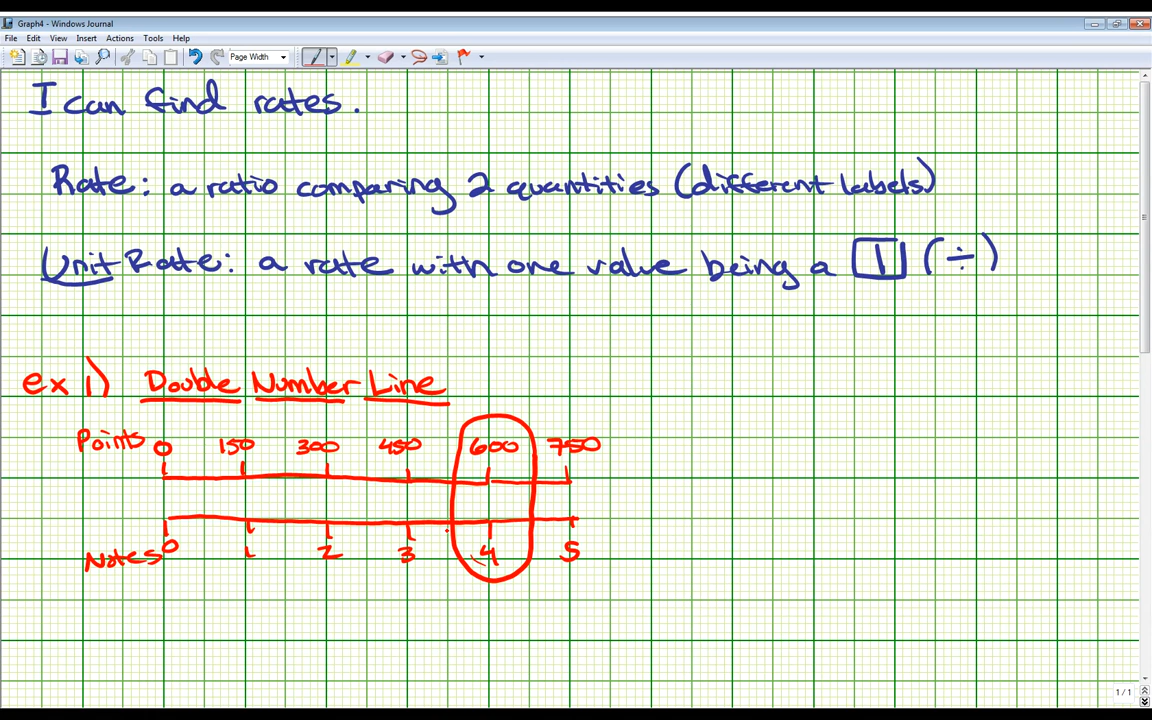 Graph4 - Windows Journal
File Edit View Insert Actions Tools Help
Page Width
I can find rates.
Rate: a ratio comparing 2 quantities (different labels)
Unit Rate: a rate with one value being a 1 (÷)
ex 1) Double Number Line
Points 0 150 300 450 600 750
Notes 0 1 2 3 4 5
1 / 1